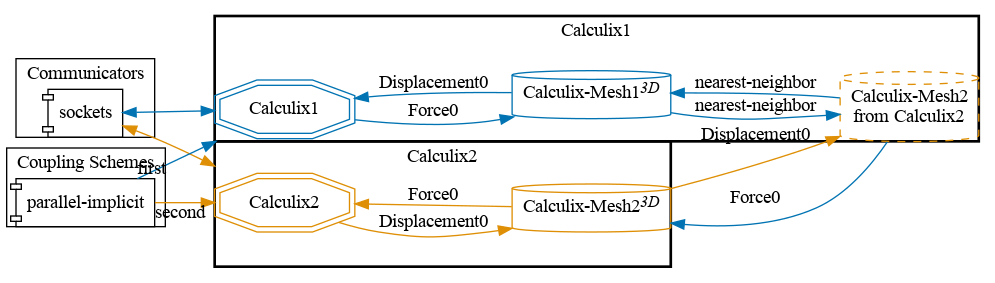 Calculix1
Communicators
sockets
Coupling Schemes
first
parallel-implicit
second
Calculix1
Displacement0
Force0
Calculix-Mesh1 3D
nearest-neighbor
nearest-neighbor
Calculix-Mesh2
from Calculix2
Displacement0
Calculix2
Calculix2
Force0
Displacement0
Calculix-Mesh2 3D
Force0